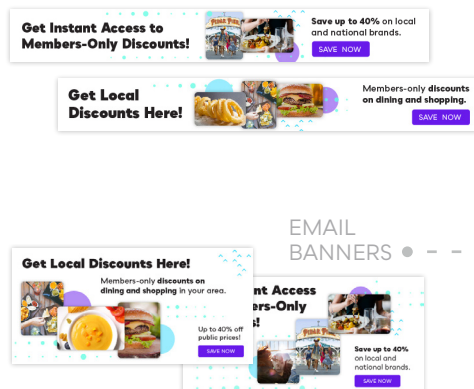 Get Instant Access to
Members-Only Discounts!
Save up to 40% on local
and national brands.
SAVE NOW
Get Local
Discounts Here!
Members-only discounts
on dining and shopping.
SAVE NOW
EMAIL
BANNERS
Get Local Discounts Here!
Members-only discounts on
dining and shopping in your area.
Up to 40% off
public prices!
SAVE NOW
nt Access
ers-Only
s!
Save up to 40%
on local and
national brands.
SAVE NOW